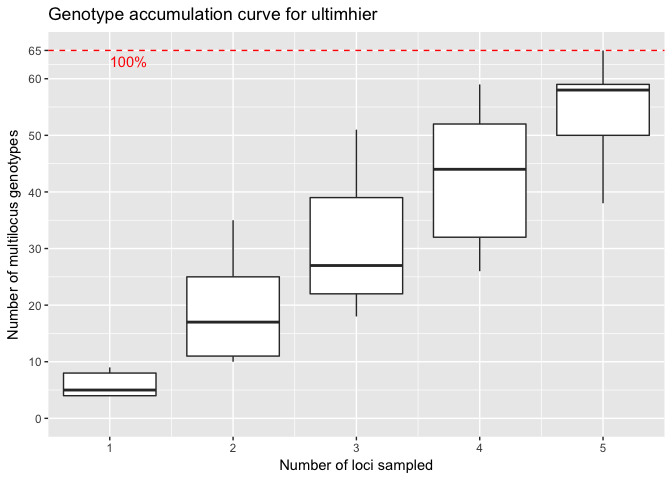 Genotype accumulation curve for ultimhier
65
100%
60
50
40
30
20
10
0
Number of multilocus genotypes
1 2 3 4 5
Number of loci sampled